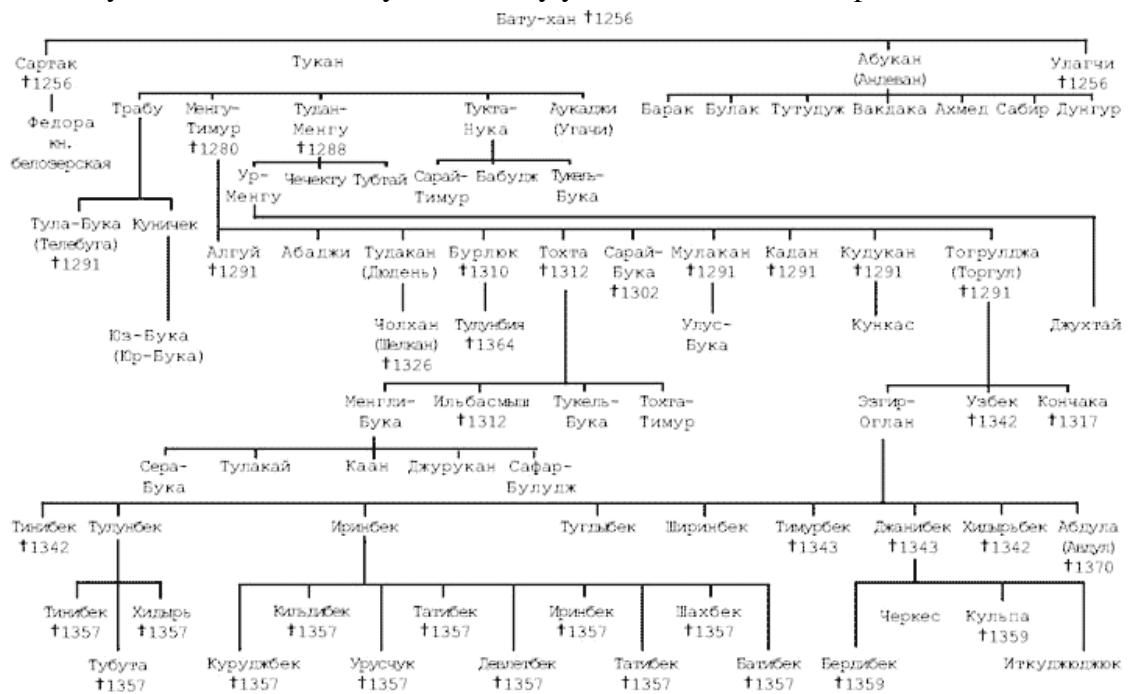 Бату-хан †1256
Сартак Тукан Абукан Улагчи
†1256 (Андеван) †1256
Трабу Менгу- Тудан- Тукта- Аукаджи Барак Булак Тутудуж Вакдака Ахмед Сабир Дунгур
Федора Тимур Менгу Нука (Угачи)
кн. †1280 †1288
белозерская Ур- Чечекту Тубтай Сарай- Бабудж Тукель-
Менгу Тимур Бука
Тула-Бука Куничек
(Телебуга) Алгуй Абаджи Тудакан Бурлюк Тохта Сарай- Мулакан Кадан Кудукан Тогрулджа
†1291 †1291 (Дюдень) †1310 †1312 Бука †1291 †1291 †1291 (Торгул)
†1302 †1291
Юз-Бука Чолхан Тулунбия Улус- Кункас Джухтай
(Юр-Бука) (Шелкан) †1364 Бука
†1326
Менгли- Ильбасмыш Тукель- Тохта- Эзгир- Узбек Кончака
Бука †1312 Бука Тимур Оглан †1342 †1317
Сера- Тулакай Каан Джурукан Сафар-
Бука Булудж
Тинибек Тулунбек Иринбек Тугдыбек Ширинбек Тимурбек Джанибек Хидырьбек Абдула
†1342 †1343 †1343 †1342 (Авдул)
†1370
Тинибек Хидырь Кильдибек Татибек Иринбек Шахбек Черкес Кульпа
†1357 †1357 †1357 †1357 †1357 †1357 †1359
Тубута Куруджбек Урусчук Девлетбек Татибек Батибек Бердибек Иткуджюджюк
†1357 †1357 †1357 †1357 †1357 †1357 †1359